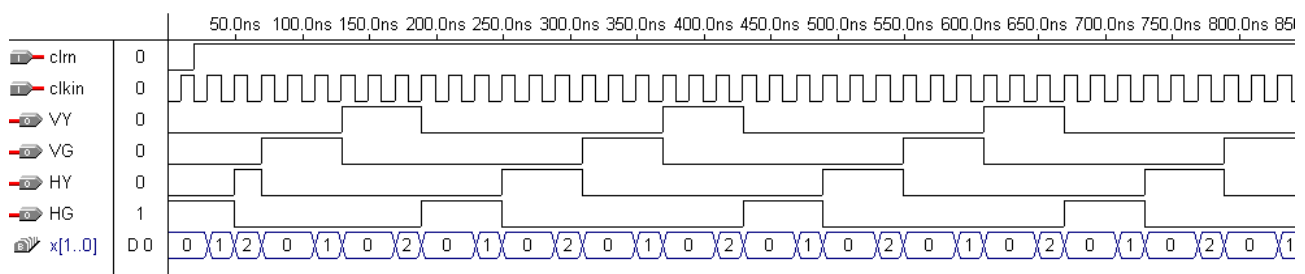 50.0ns 100.0ns 150.0ns 200.0ns 250.0ns 300.0ns 350.0ns 400.0ns 450.0ns 500.0ns 550.0ns 600.0ns 650.0ns 700.0ns 750.0ns 800.0ns 850
clrn 0
clkin 0
VY 0
VG 0
HY 0
HG 1
x[1..0] D 0 0 1 2 0 1 0 2 0 1 0 2 0 1 0 2 0 1 0 2 0 1 0 2 0 1 0 2 0 1